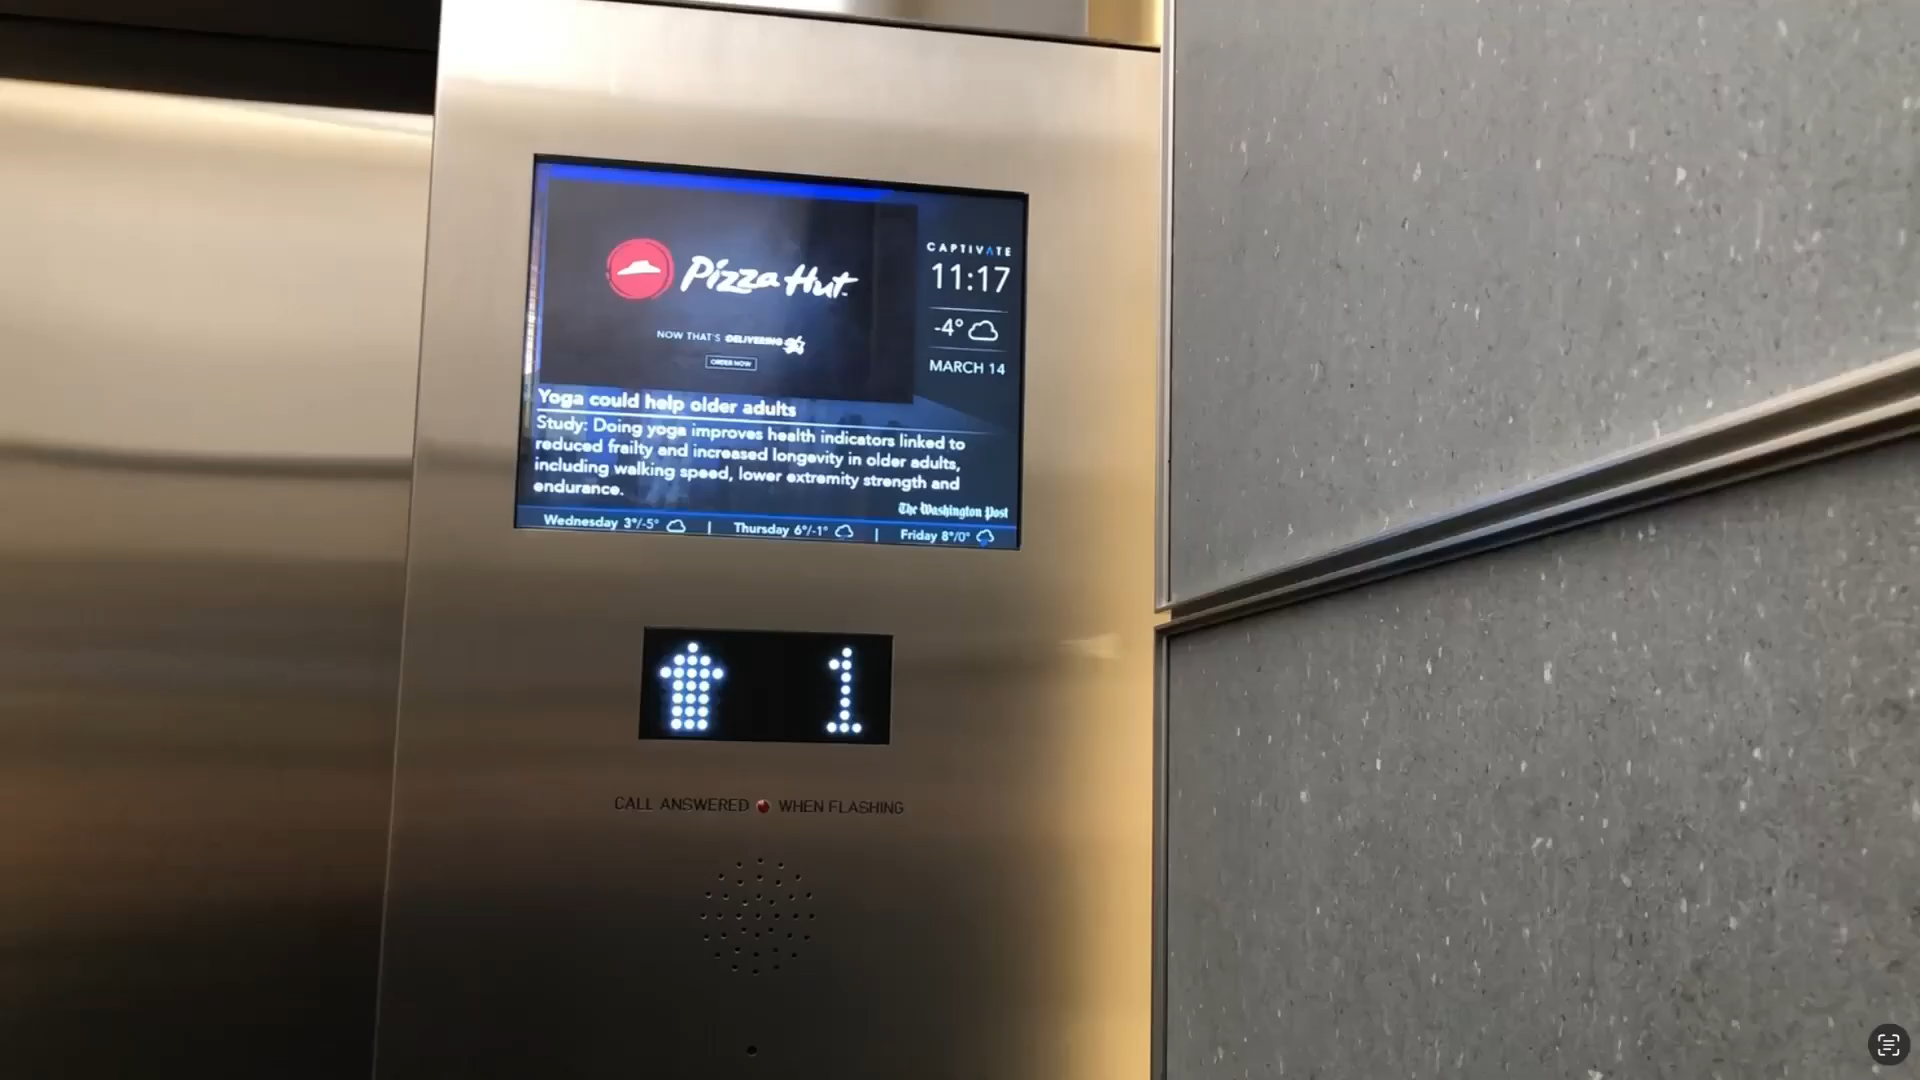 Pizza Hut
NOW THAT'S DELIVERING
ORDER NOW
CAPTIVATE
11:17
-4°
MARCH 14
Yoga could help older adults
Study: Doing yoga improves health indicators linked to
reduced frailty and increased longevity in older adults,
including walking speed, lower extremity strength and
endurance.
The Washington Post
Wednesday 3°/-5° | Thursday 6°/-1° | Friday 8°/0°
1
CALL ANSWERED WHEN FLASHING